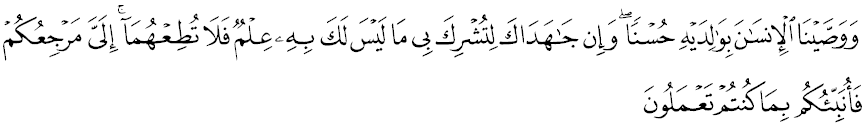 وَوَصَّيْنَا ٱلْإِنسَـٰنَ بِوَٰلِدَيْهِ حُسْنًا ۖ وَإِن جَـٰهَدَاكَ لِتُشْرِكَ بِى مَا لَيْسَ لَكَ بِهِۦ عِلْمٌ فَلَا تُطِعْهُمَآ ۚ إِلَىَّ مَرْجِعُكُمْ
فَأُنَبِّئُكُم بِمَا كُنتُمْ تَعْمَلُونَ